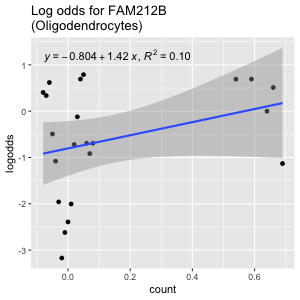 Log odds for FAM212B
(Oligodendrocytes)
y = −0.804 + 1.42 x, R² = 0.10
1
0
-1
-2
-3
logodds
0.0 0.2 0.4 0.6
count